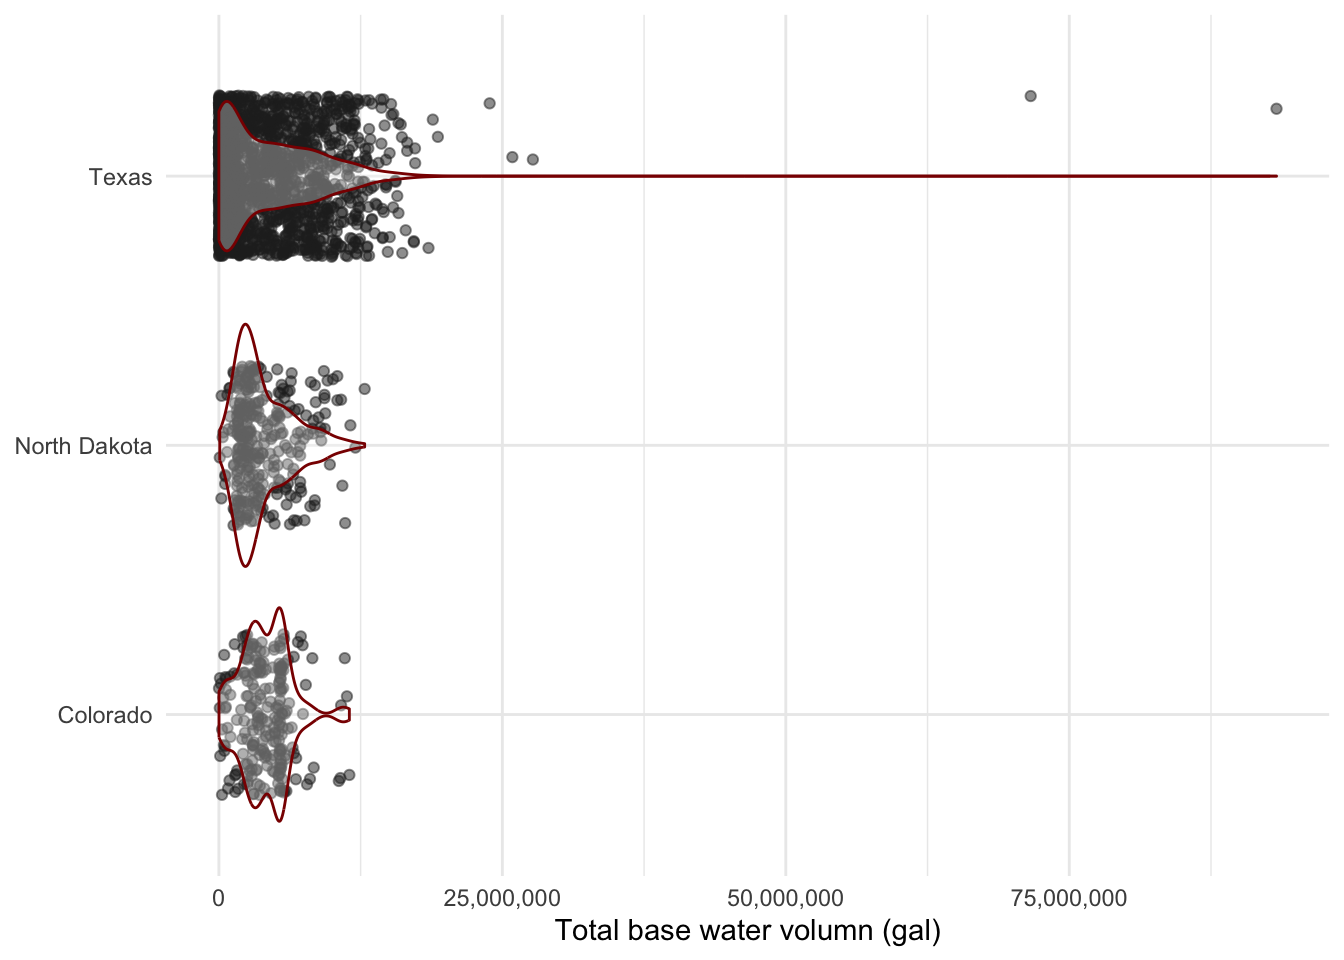 Texas
North Dakota
Colorado
0 25,000,000 50,000,000 75,000,000
Total base water volumn (gal)